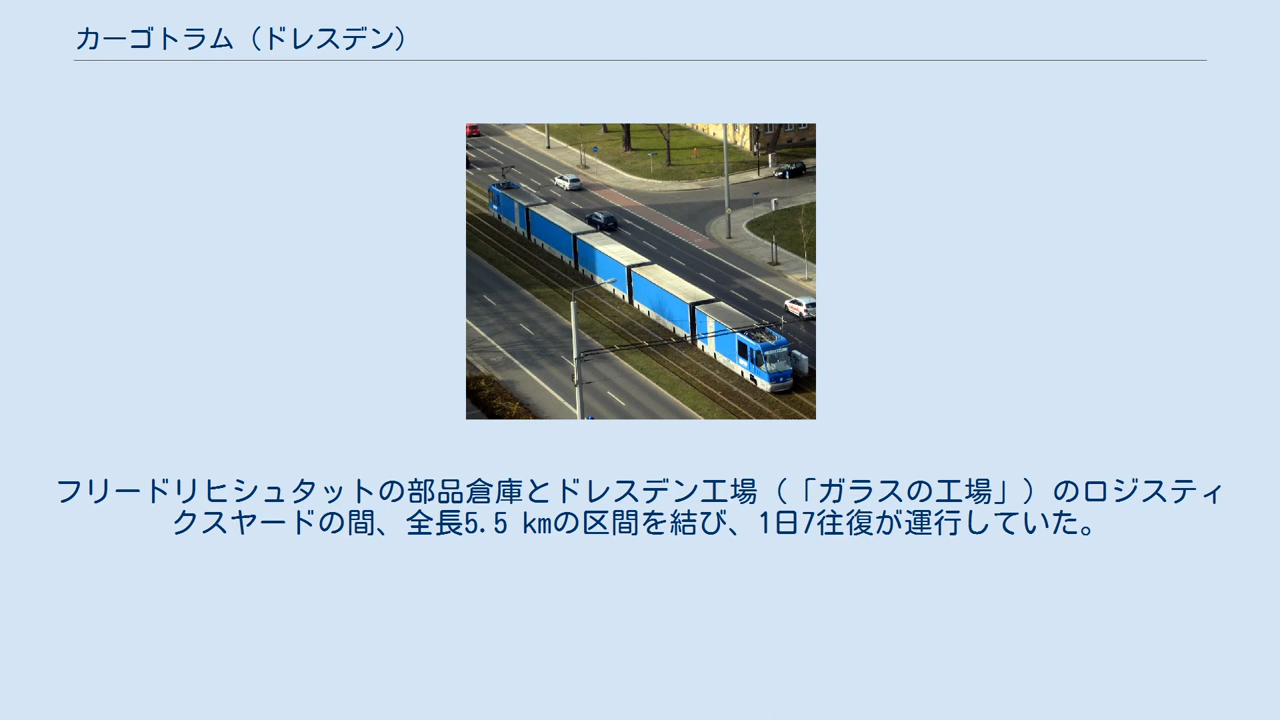 カーゴトラム（ドレスデン）
フリードリヒシュタットの部品倉庫とドレスデン工場（「ガラスの工場」）のロジスティ
クスヤードの間、全長5.5 kmの区間を結び、1日7往復が運行していた。